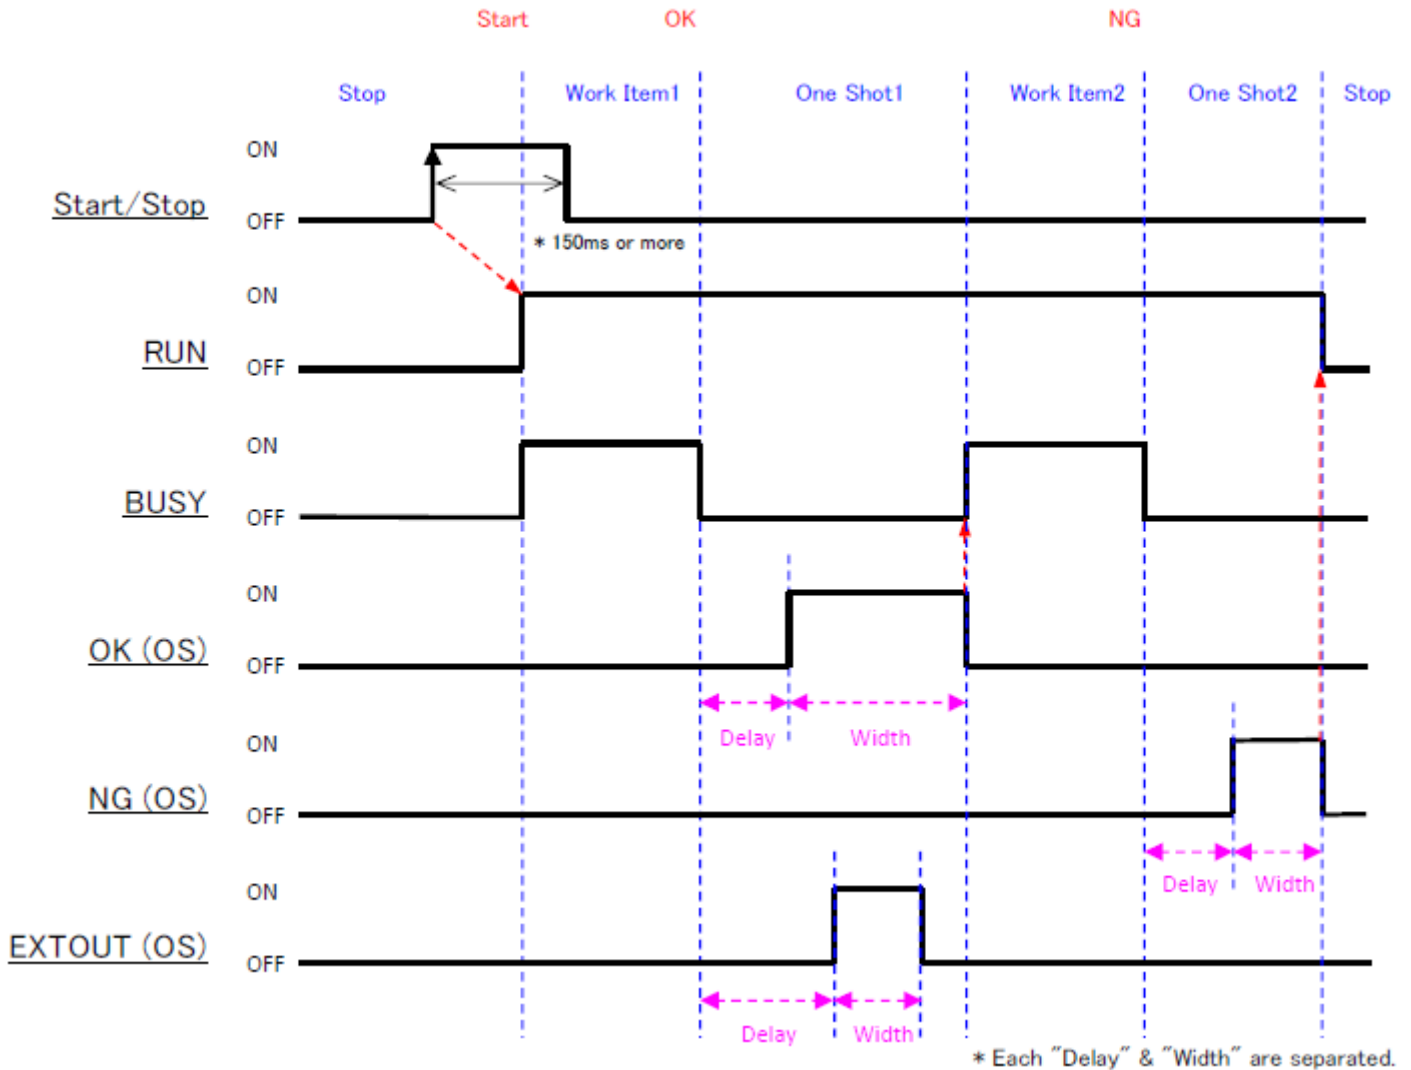 Start OK NG
Stop Work Item1 One Shot1 Work Item2 One Shot2 Stop
ON
Start/Stop
OFF
* 150ms or more
ON
RUN
OFF
ON
BUSY
OFF
ON
OK (OS)
OFF
Delay Width
ON
NG (OS)
OFF
Delay Width
ON
EXTOUT (OS)
OFF
Delay Width
* Each "Delay" & "Width" are separated.